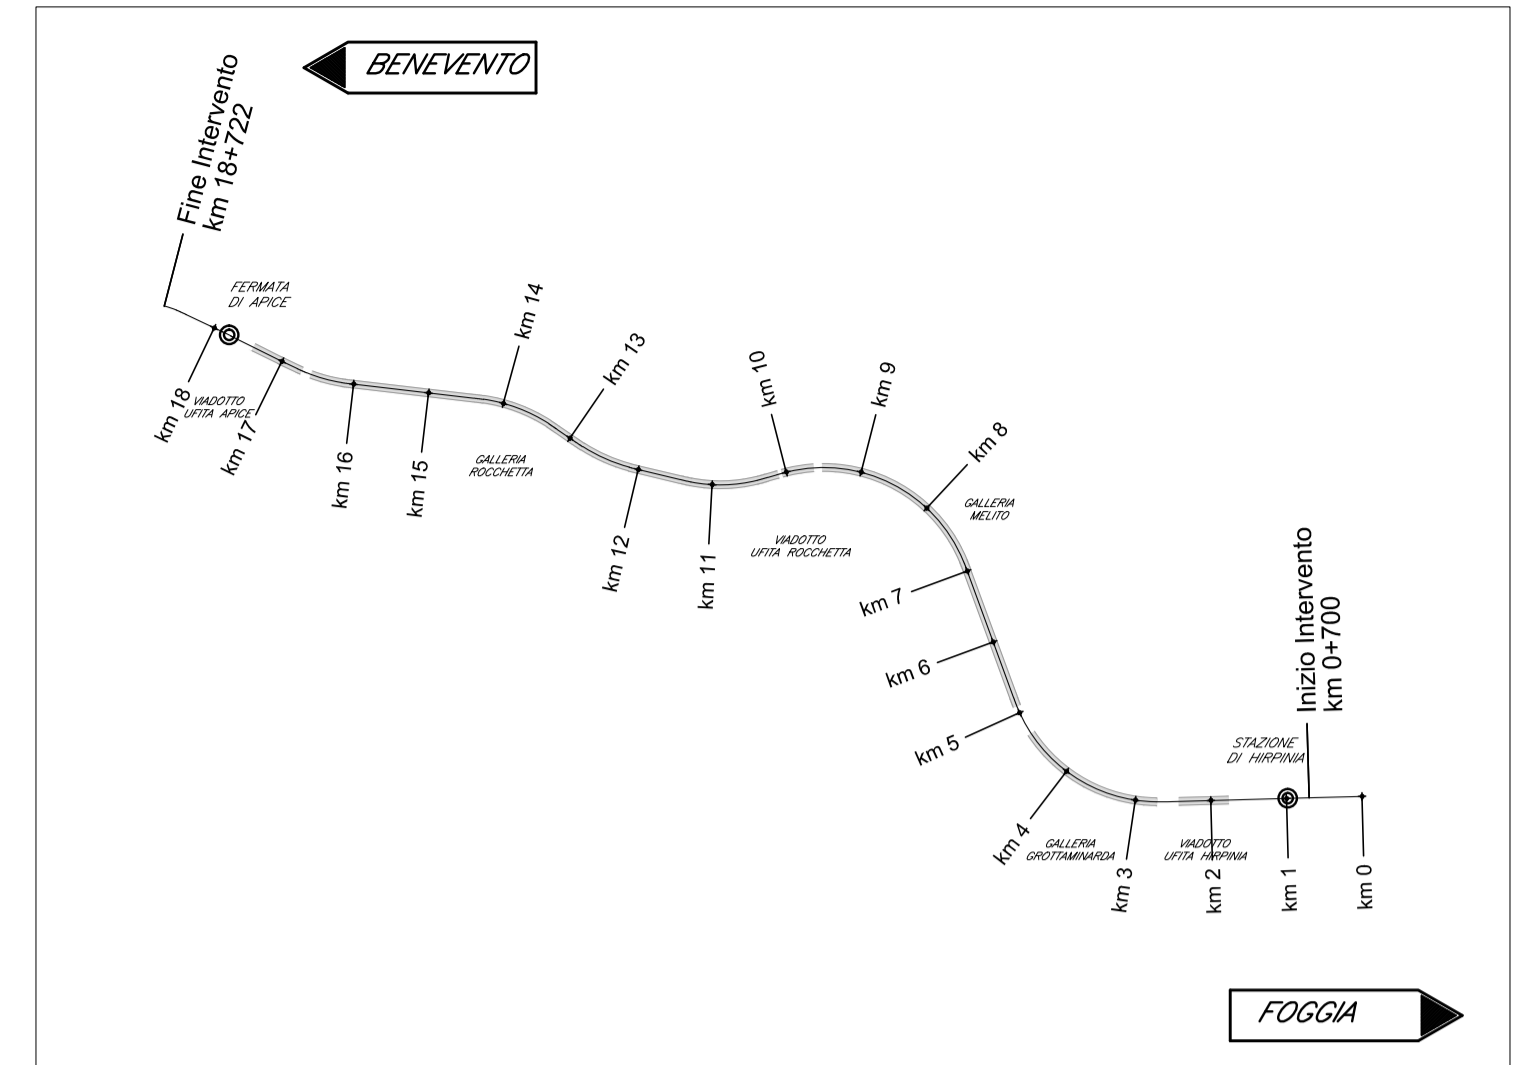 BENEVENTO
Fine Intervento
km 18+722
FERMATA
DI APICE
km 18
VIADOTTO
UFITA APICE
km 17
km 16
km 15
km 14
GALLERIA
ROCCHETTA
km 13
km 12
km 11
km 10
VIADOTTO
UFITA ROCCHETTA
km 9
km 8
GALLERIA
MELITO
km 7
km 6
km 5
km 4
GALLERIA
GROTTAMINARDA
km 3
VIADOTTO
UFITA HIRPINIA
km 2
STAZIONE
DI HIRPINIA
Inizio Intervento
km 0+700
km 1
km 0
FOGGIA